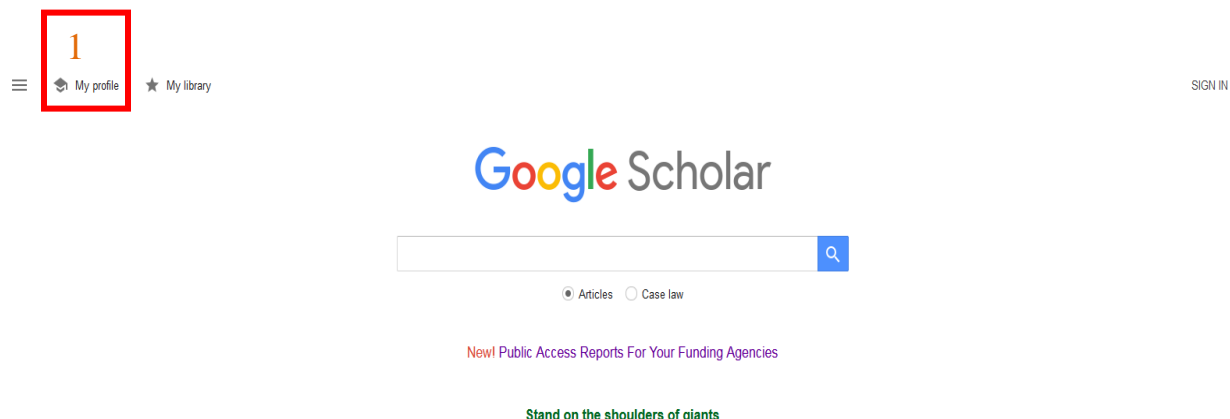 1
My profile My library SIGN IN
Google Scholar
Articles Case law
New! Public Access Reports For Your Funding Agencies
Stand on the shoulders of giants